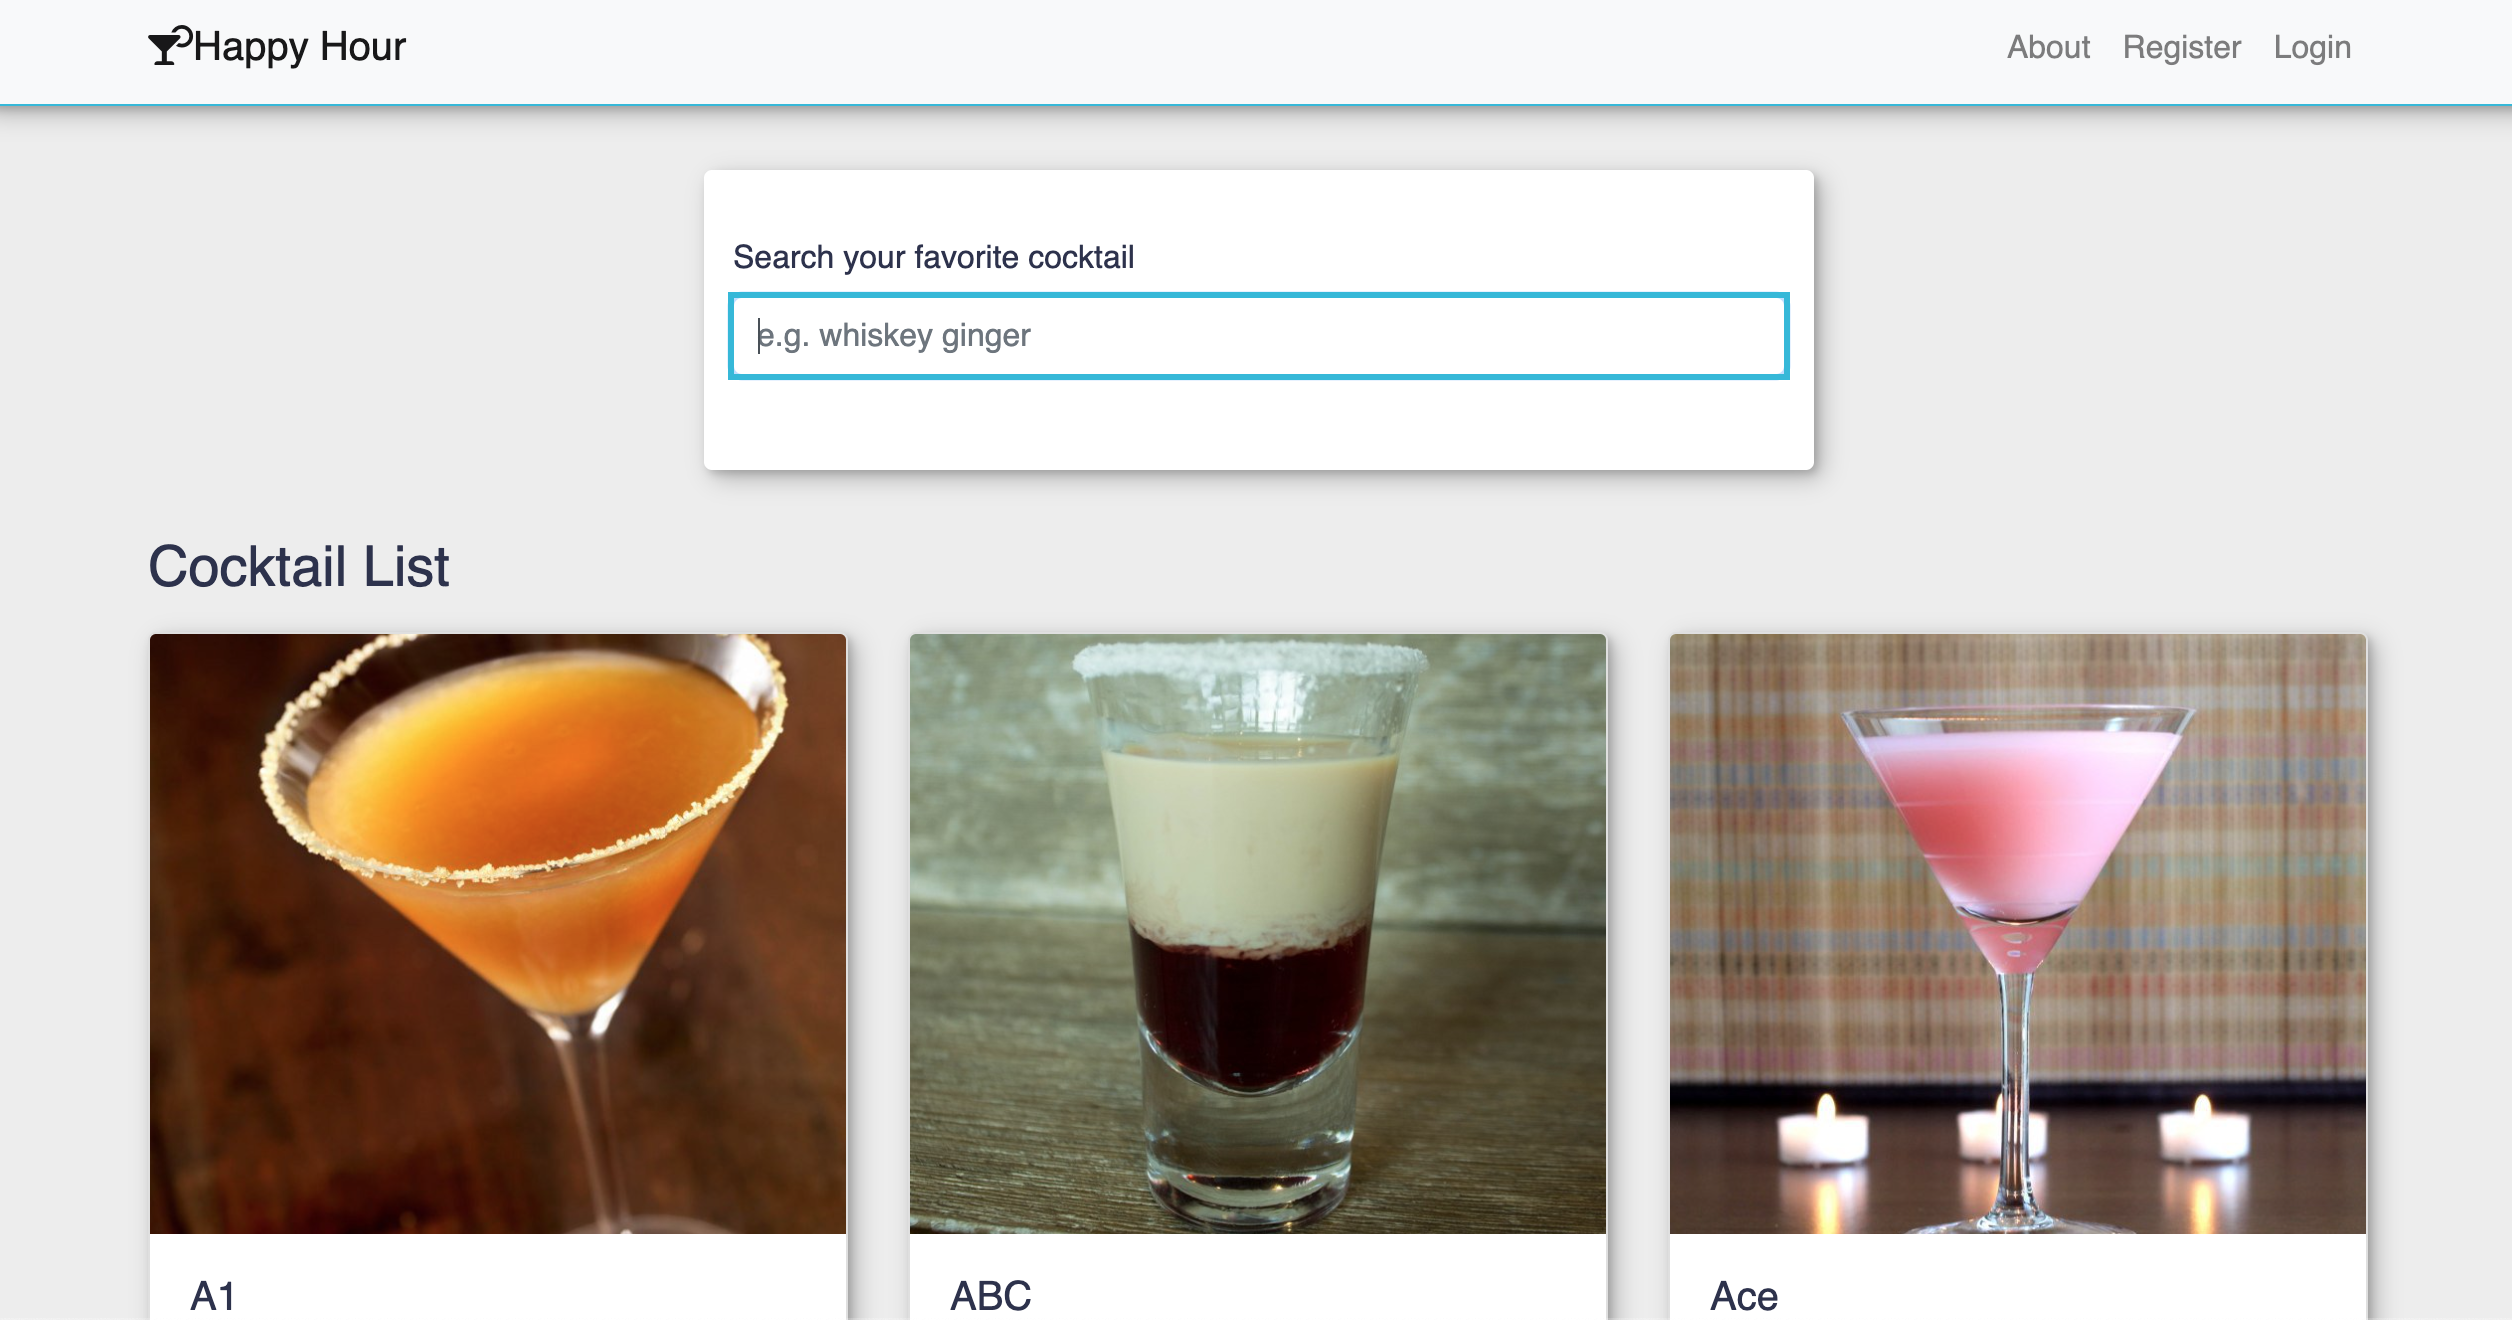 Happy Hour
About Register Login
Search your favorite cocktail
e.g. whiskey ginger
Cocktail List
A1
ABC
Ace